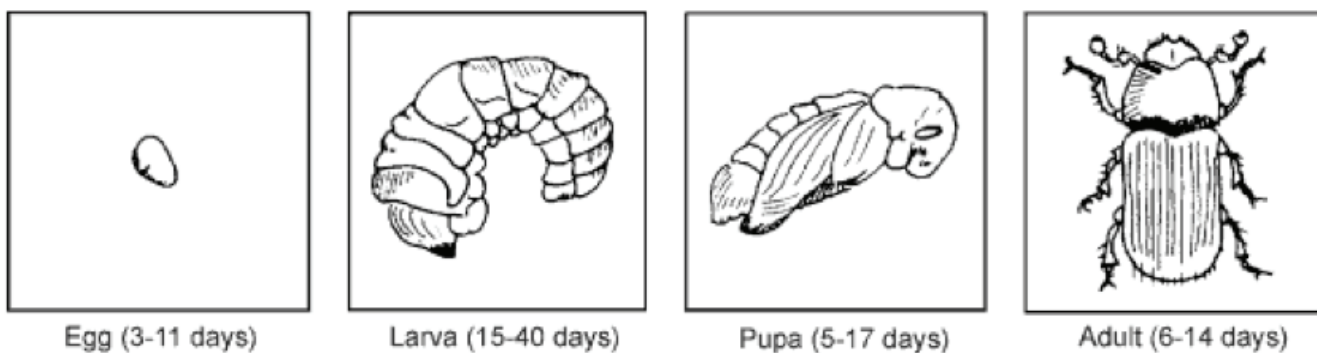 Egg (3-11 days)
Larva (15-40 days)
Pupa (5-17 days)
Adult (6-14 days)